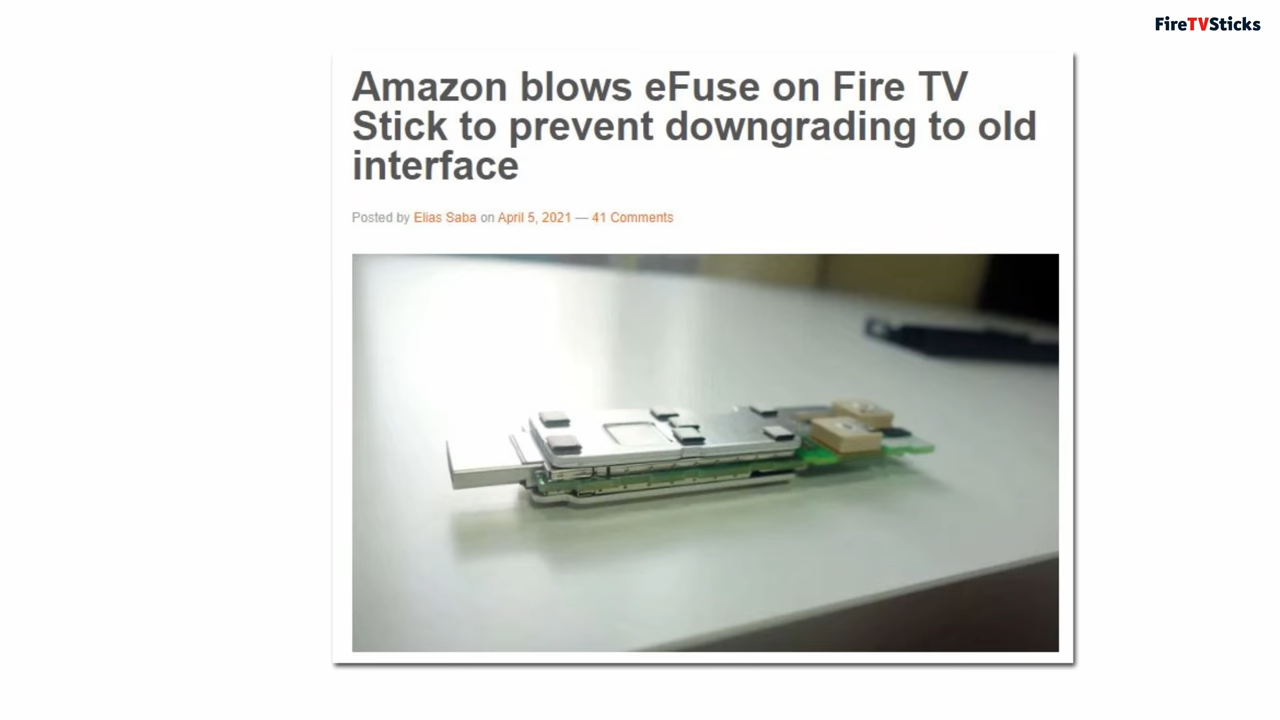 FireTVSticks
Amazon blows eFuse on Fire TV
Stick to prevent downgrading to old
interface
Posted by Elias Saba on April 5, 2021 — 41 Comments